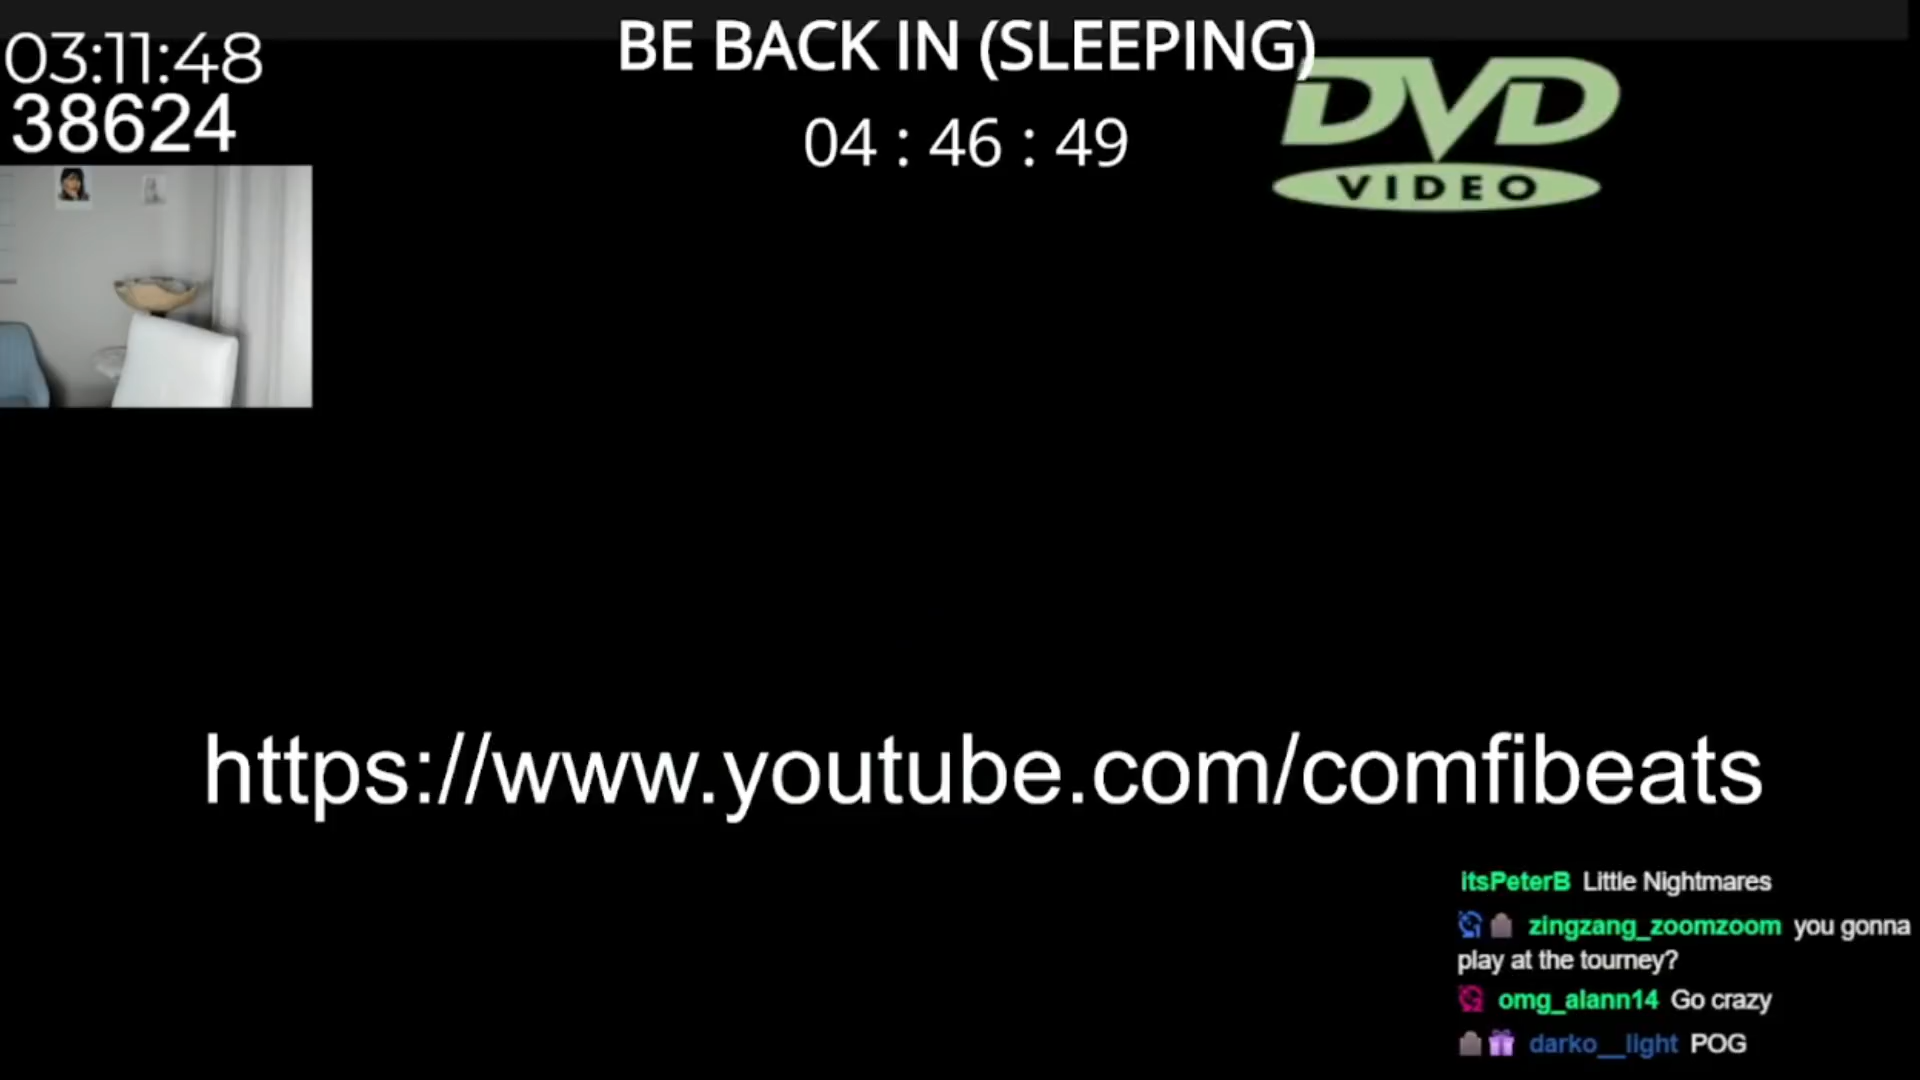 03:11:48
38624
BE BACK IN (SLEEPING)
04 : 46 : 49
DVD
VIDEO
https://www.youtube.com/comfibeats
itsPeterB Little Nightmares
zingzang_zoomzoom you gonna
play at the tourney?
omg_alann14 Go crazy
darko__light POG